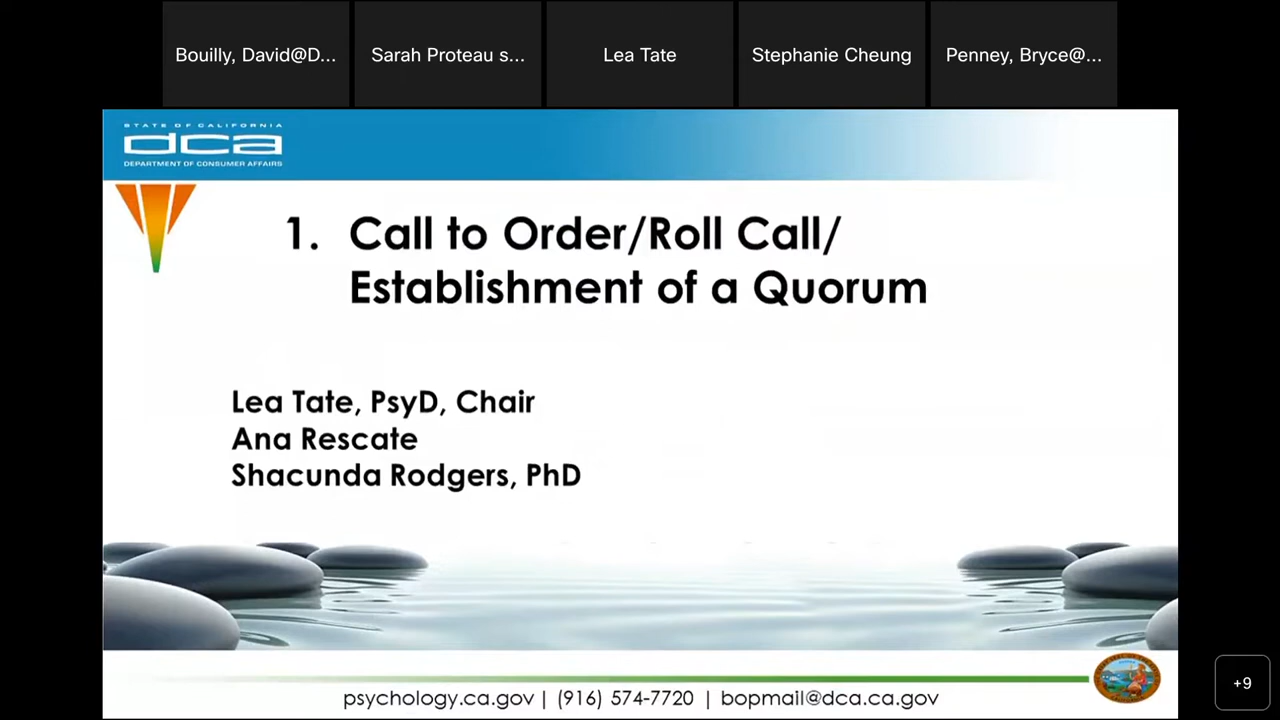 Bouilly, David@D...
Sarah Proteau s...
Lea Tate
Stephanie Cheung
Penney, Bryce@...
STATE OF CALIFORNIA
dca
DEPARTMENT OF CONSUMER AFFAIRS
1. Call to Order/Roll Call/
Establishment of a Quorum
Lea Tate, PsyD, Chair
Ana Rescate
Shacunda Rodgers, PhD
psychology.ca.gov | (916) 574-7720 | bopmail@dca.ca.gov
+9